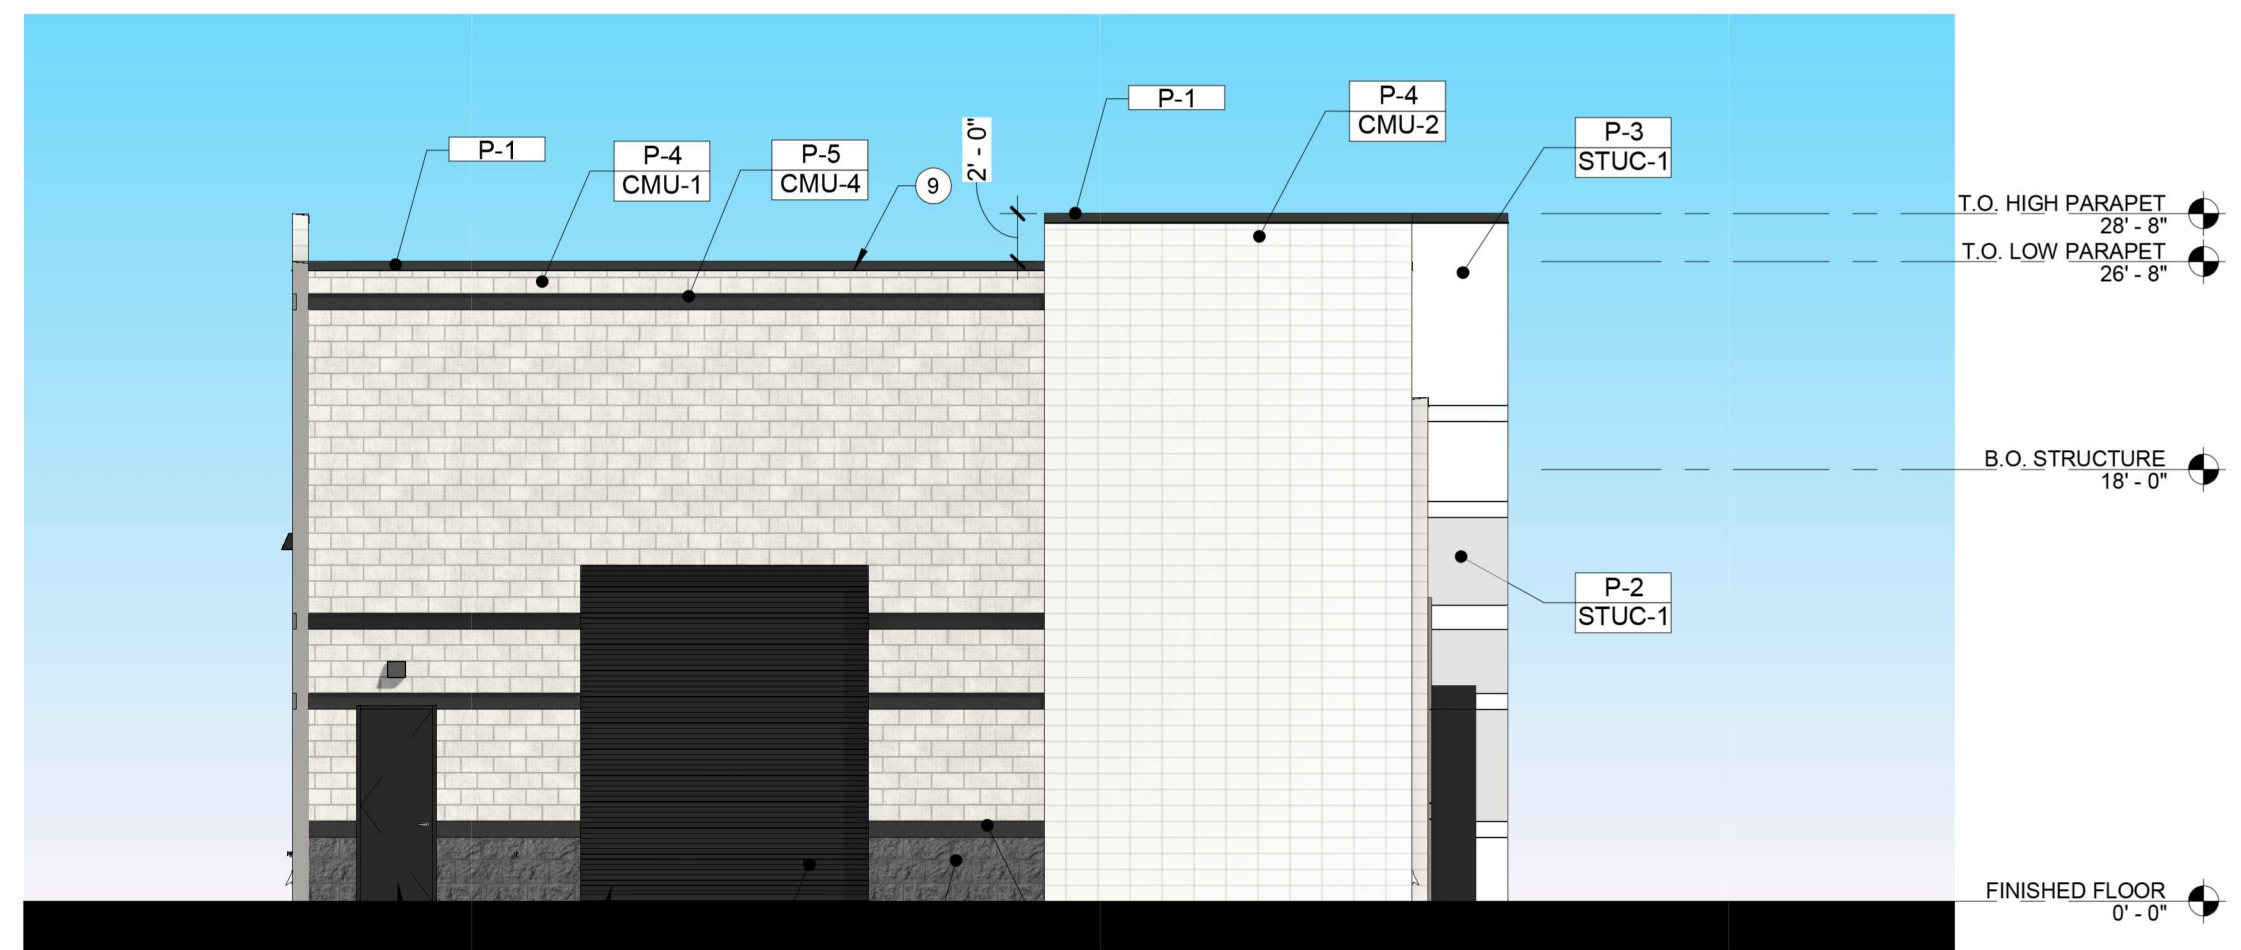 P-1
P-4
CMU-1
P-5
CMU-4
9
2' - 0"
P-1
P-4
CMU-2
P-3
STUC-1
T.O. HIGH PARAPET
28' - 8"
T.O. LOW PARAPET
26' - 8"
B.O. STRUCTURE
18' - 0"
P-2
STUC-1
FINISHED FLOOR
0' - 0"